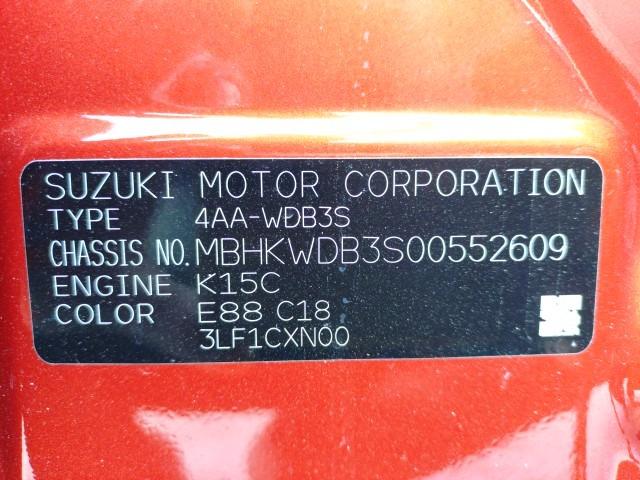 SUZUKI MOTOR CORPORATION
TYPE 4AA-WDB3S
CHASSIS NO. MBHKWDB3S00552609
ENGINE K15C
COLOR E88 C18
3LF1CXN00